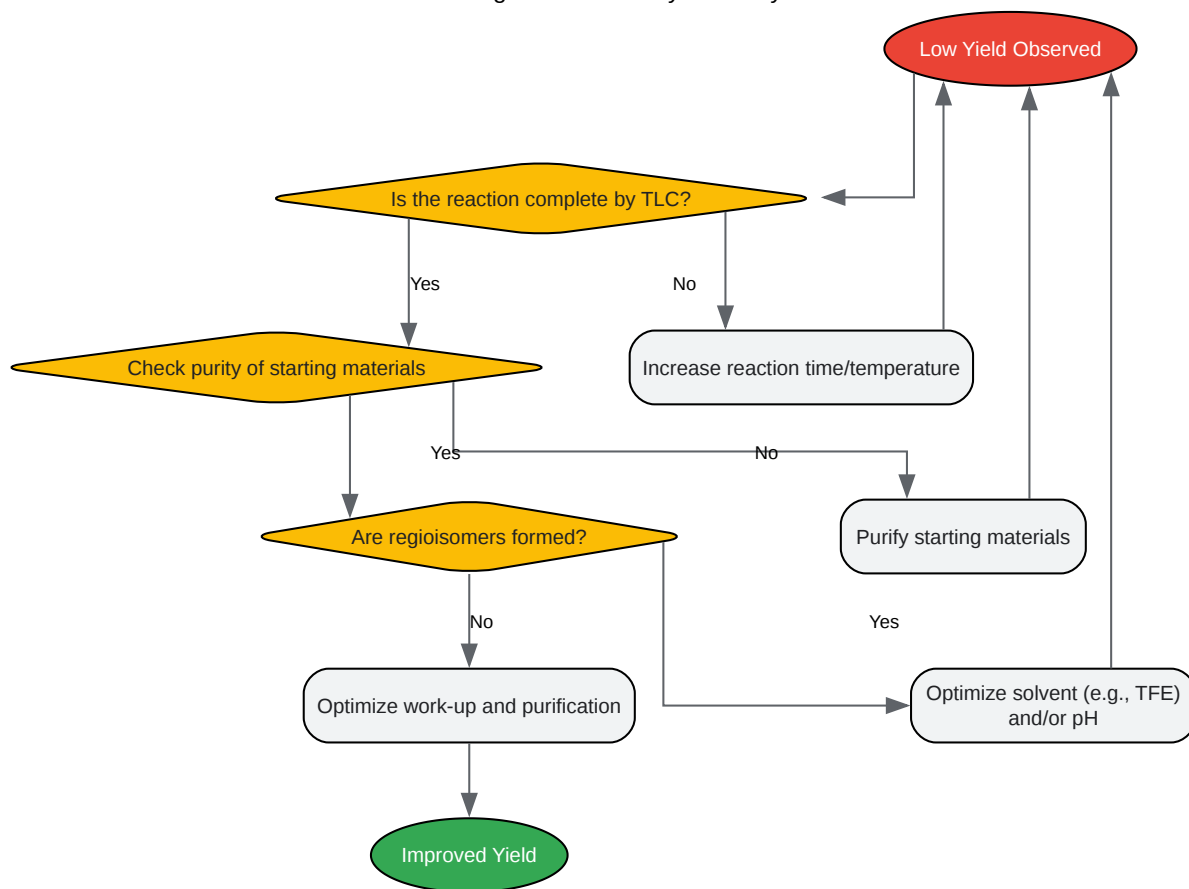 Low Yield Observed
Is the reaction complete by TLC?
Yes
No
Increase reaction time/temperature
Check purity of starting materials
Yes
No
Purify starting materials
Are regioisomers formed?
No
Yes
Optimize work-up and purification
Optimize solvent (e.g., TFE)
and/or pH
Improved Yield